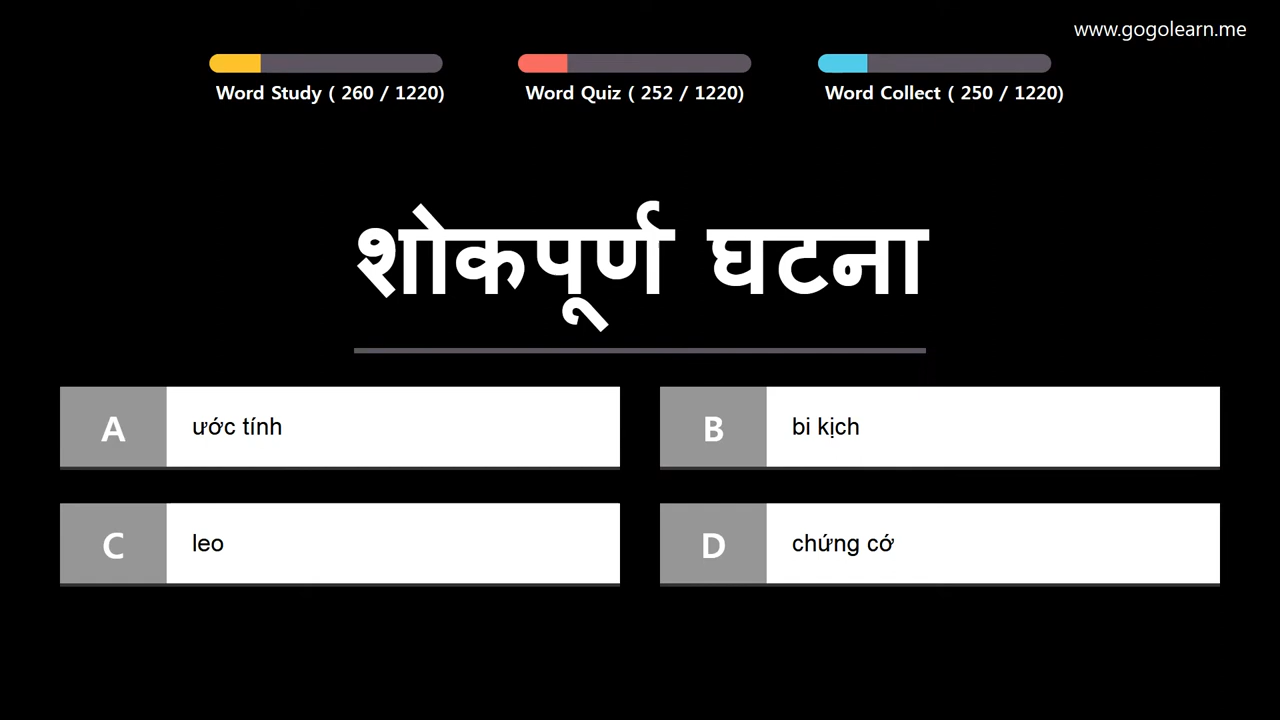 www.gogolearn.me
Word Study ( 260 / 1220)
Word Quiz ( 252 / 1220)
Word Collect ( 250 / 1220)
शोकपूर्ण घटना
A ước tính
B bi kịch
C leo
D chứng cớ